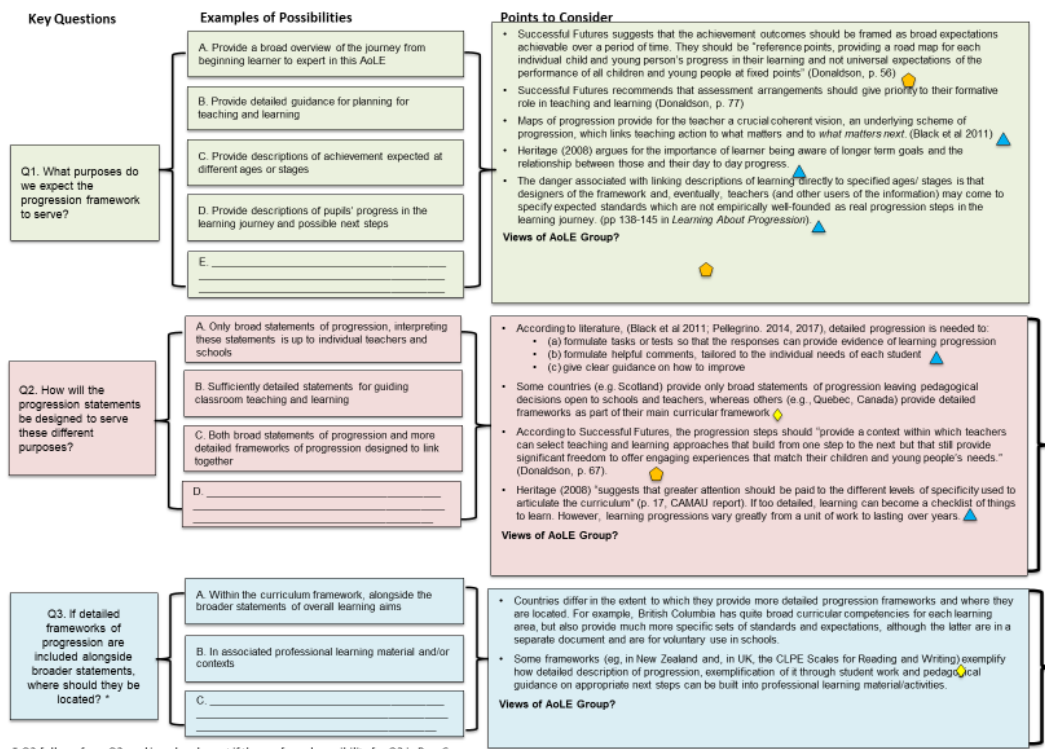 Key Questions
Examples of Possibilities
Points to Consider
Q1. What purposes do
we expect the
progression framework
to serve?
A. Provide a broad overview of the journey from
beginning learner to expert in this AoLE
B. Provide detailed guidance for planning for
teaching and learning
C. Provide descriptions of achievement expected at
different ages or stages
D. Provide descriptions of pupils' progress in the
learning journey and possible next steps
E. ____________________
• Successful Futures suggests that the achievement outcomes should be framed as broad expectations
achievable over a period of time. They should be "reference points, providing a road map for each
individual child and young person's progress in their learning and not universal expectations of the
performance of all children and young people at fixed points" (Donaldson, p. 56)
• Successful Futures recommends that assessment arrangements should give priority to their formative
role in teaching and learning (Donaldson, p. 77)
• Maps of progression provide for the teacher a crucial coherent vision, an underlying scheme of
progression, which links teaching action to what matters and to what matters next. (Black et al 2011)
• Heritage (2008) argues for the importance of learner being aware of longer term goals and the
relationship between those and their day to day progress.
• The danger associated with linking descriptions of learning directly to specified ages/ stages is that
designers of the framework and, eventually, teachers (and other users of the information) may come to
specify expected standards which are not empirically well-founded as real progression steps in the
learning journey. (pp 138-145 in Learning About Progression).
Views of AoLE Group?
Q2. How will the
progression statements
be designed to serve
these different
purposes?
A. Only broad statements of progression, interpreting
these statements is up to individual teachers and
schools
B. Sufficiently detailed statements for guiding
classroom teaching and learning
C. Both broad statements of progression and more
detailed frameworks of progression designed to link
together
D. ____________________
• According to literature, (Black et al 2011; Pellegrino. 2014, 2017), detailed progression is needed to:
• (a) formulate tasks or tests so that the responses can provide evidence of learning progression
• (b) formulate helpful comments, tailored to the individual needs of each student
• (c) give clear guidance on how to improve
• Some countries (e.g. Scotland) provide only broad statements of progression leaving pedagogical
decisions open to schools and teachers, whereas others (e.g., Quebec, Canada) provide detailed
frameworks as part of their main curricular framework
• According to Successful Futures, the progression steps should "provide a context within which teachers
can select teaching and learning approaches that build from one step to the next but that still provide
significant freedom to offer engaging experiences that match their children and young people's needs."
(Donaldson, p. 67).
• Heritage (2008) "suggests that greater attention should be paid to the different levels of specificity used to
articulate the curriculum" (p. 17, CAMAU report). If too detailed, learning can become a checklist of things
to learn. However, learning progressions vary greatly from a unit of work to lasting over years.
Views of AoLE Group?
Q3. If detailed
frameworks of
progression are
included alongside
broader statements,
where should they be
located? *
A. Within the curriculum framework, alongside the
broader statements of overall learning aims
B. In associated professional learning material and/or
contexts
C. ____________________
• Countries differ in the extent to which they provide more detailed progression frameworks and where they
are located. For example, British Columbia has quite broad curricular competencies for each learning
area, but also provide much more specific sets of standards and expectations, although the latter are in a
separate document and are for voluntary use in schools.
• Some frameworks (eg, in New Zealand and, in UK, the CLPE Scales for Reading and Writing) exemplify
how detailed description of progression, exemplification of it through student work and pedagogical
guidance on appropriate next steps can be built into professional learning material/activities.
Views of AoLE Group?